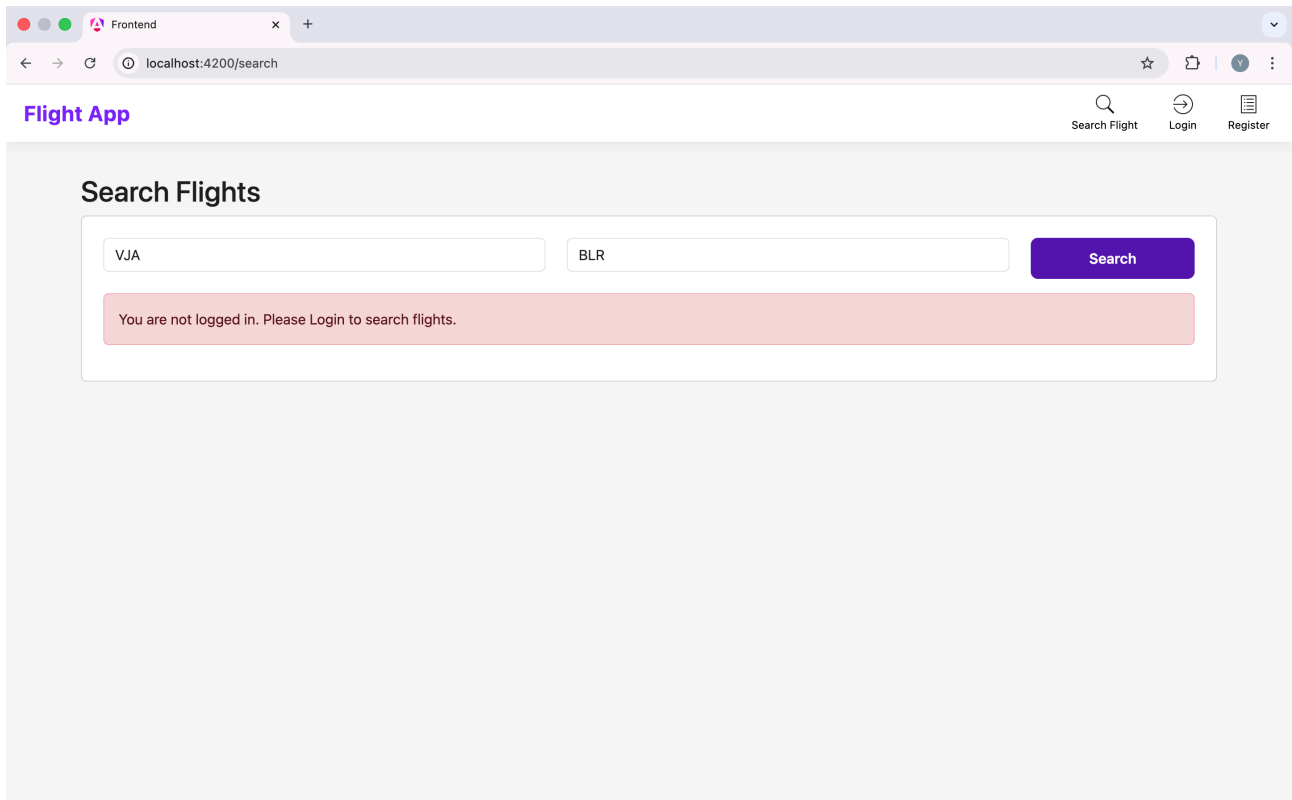 Frontend
localhost:4200/search
Y
Flight App
Search Flight
Login
Register
Search Flights
VJA
BLR
Search
You are not logged in. Please Login to search flights.